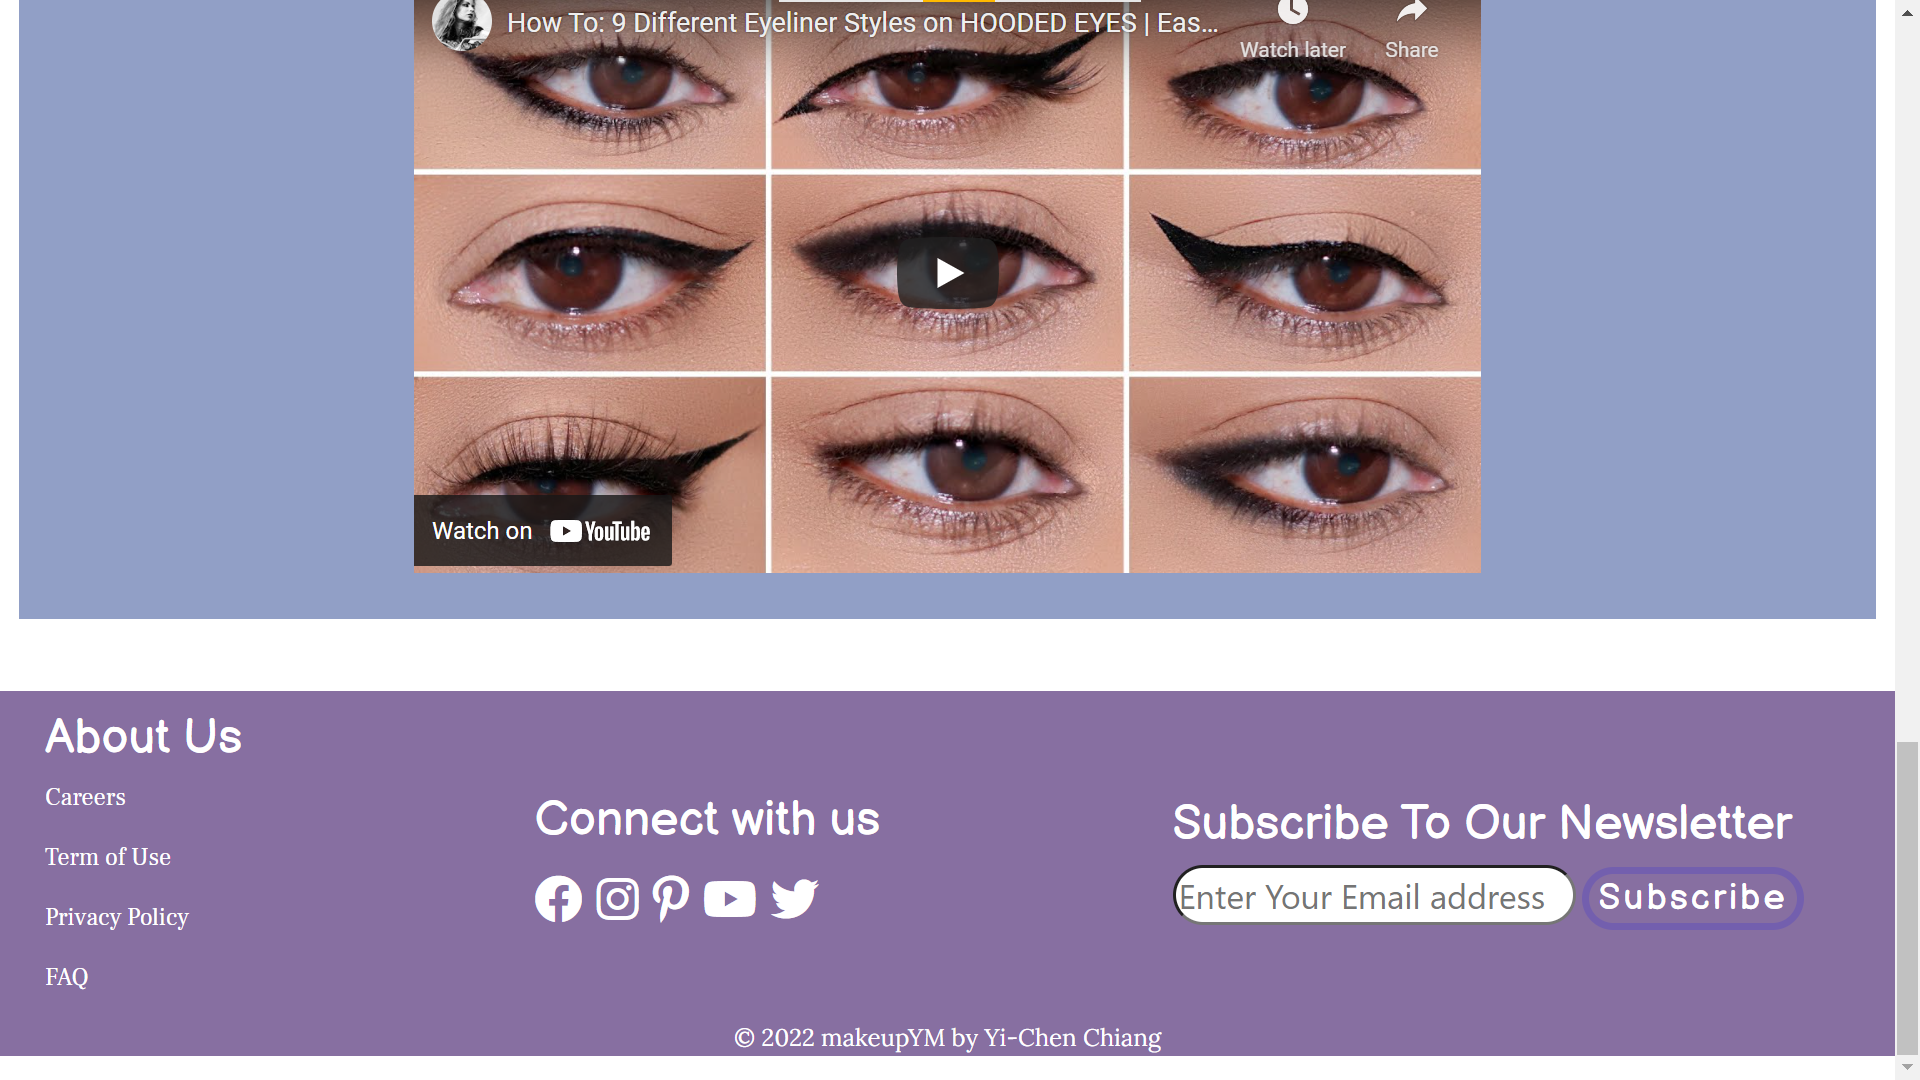 How To: 9 Different Eyeliner Styles on HOODED EYES | Eas...
Watch later
Share
Watch on YouTube
About Us
Careers
Term of Use
Privacy Policy
FAQ
Connect with us
Subscribe To Our Newsletter
Enter Your Email address
Subscribe
© 2022 makeupYM by Yi-Chen Chiang